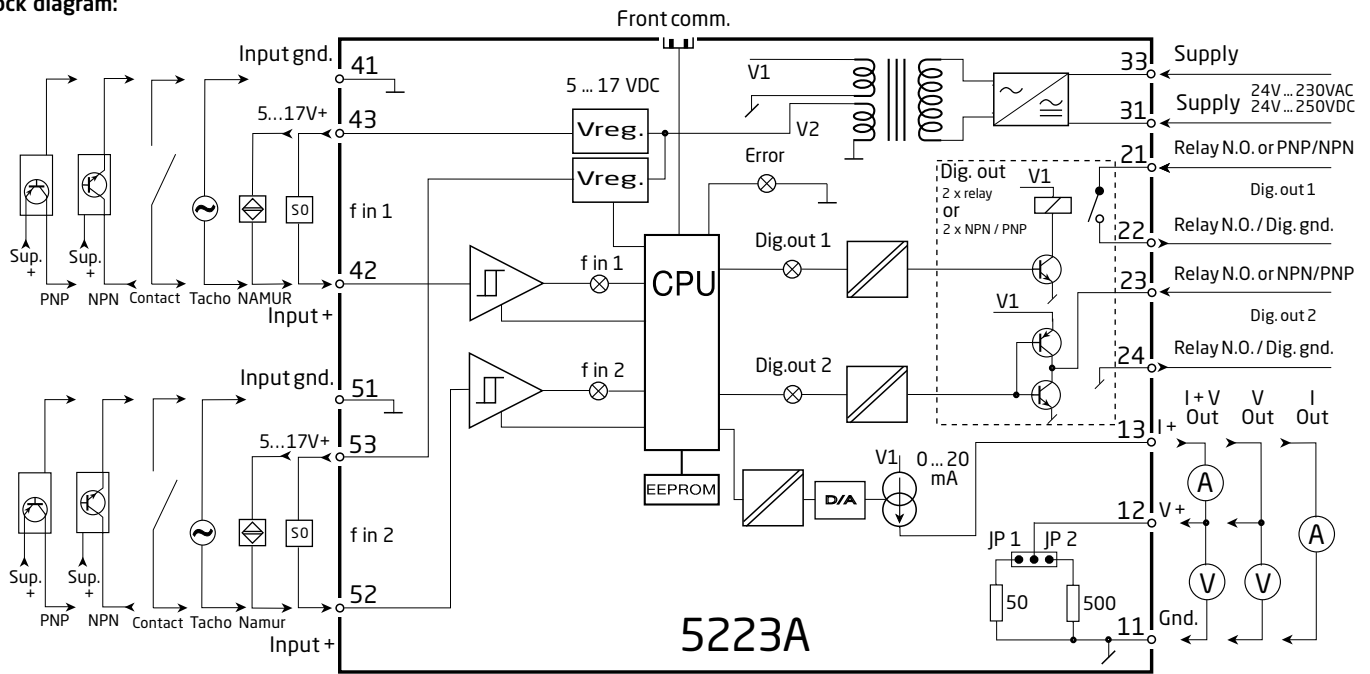 ock diagram:
Front comm.
Input gnd.
41
5...17V+
43
5 ... 17 VDC
Vreg.
Vreg.
V1
V2
33
Supply
24V...230VAC
24V...250VDC
31
Supply
Error
21
Relay N.O. or PNP/NPN
Dig. out 1
22
Relay N.O. / Dig. gnd.
23
Relay N.O. or NPN/PNP
Dig. out 2
24
Relay N.O. / Dig. gnd.
Dig. out
2 x relay
or
2 x NPN / PNP
V1
V1
S0
f in 1
Sup.
+
Sup.
+
PNP
NPN
Contact
Tacho
NAMUR
42
Input +
f in 1
CPU
Dig.out 1
f in 2
Dig.out 2
EEPROM
D/A
V1
0 ... 20
mA
Input gnd.
51
5...17V+
53
S0
f in 2
Sup.
+
Sup.
+
PNP
NPN
Contact
Tacho
Namur
52
Input +
I + V
Out
V
Out
I
Out
13
I+
A
12
V+
A
V
V
JP 1
JP 2
50
500
11
Gnd.
5223A